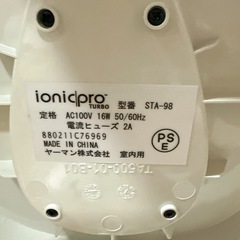 ionicpro 型番 STA-98
TURBO
定格 AC100V 16W 50/60Hz
電流ヒューズ 2A
880211C76969
MADE IN CHINA
ヤーマン株式会社 室内用
PS
E